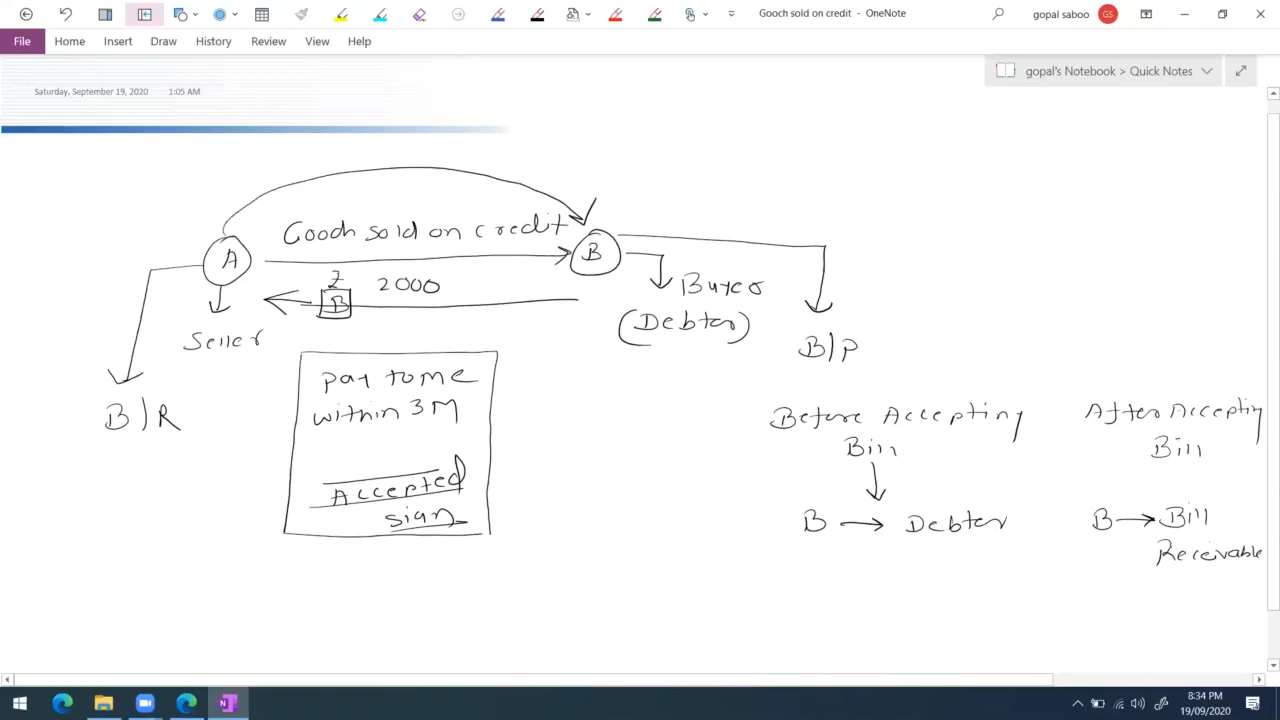 Gooch sold on credit - OneNote
gopal saboo
GS
File
Home
Insert
Draw
History
Review
View
Help
gopal's Notebook > Quick Notes
Saturday, September 19, 2020
1:05 AM
Gooch sold on credit
A
B
2
2000
B
Seller
Buyer
(Debtor)
B/P
B/R
pay to me
within 3M
Accepted
sign
Before Accepting
Bill
B → Debtor
After Accepting
Bill
B → Bill
Receivable
8:34 PM
19/09/2020